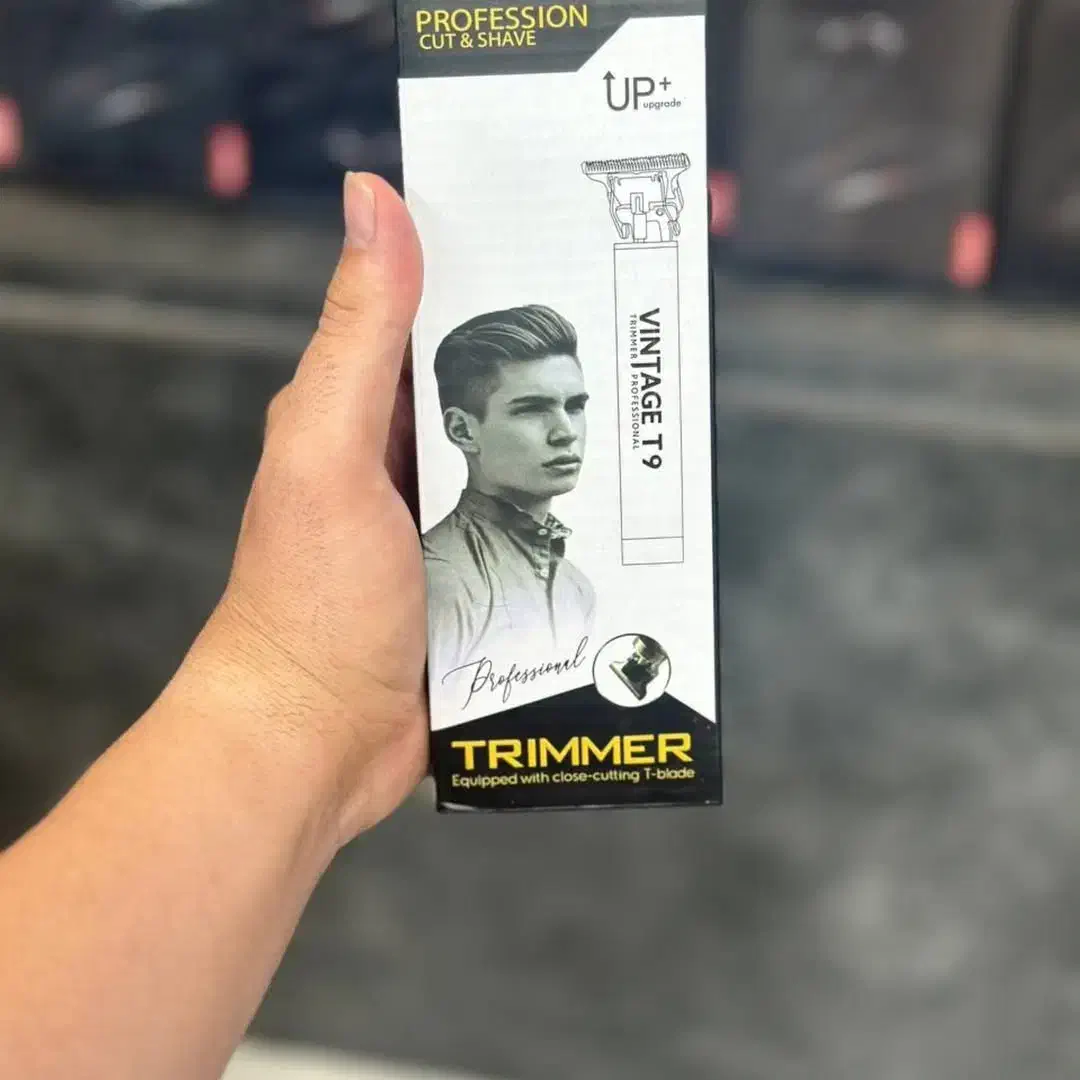 PROFESSION
CUT & SHAVE
UP+
upgrade
VINTAGE T9
TRIMMER PROFESSIONAL
Professional
TRIMMER
Equipped with close-cutting T-blade